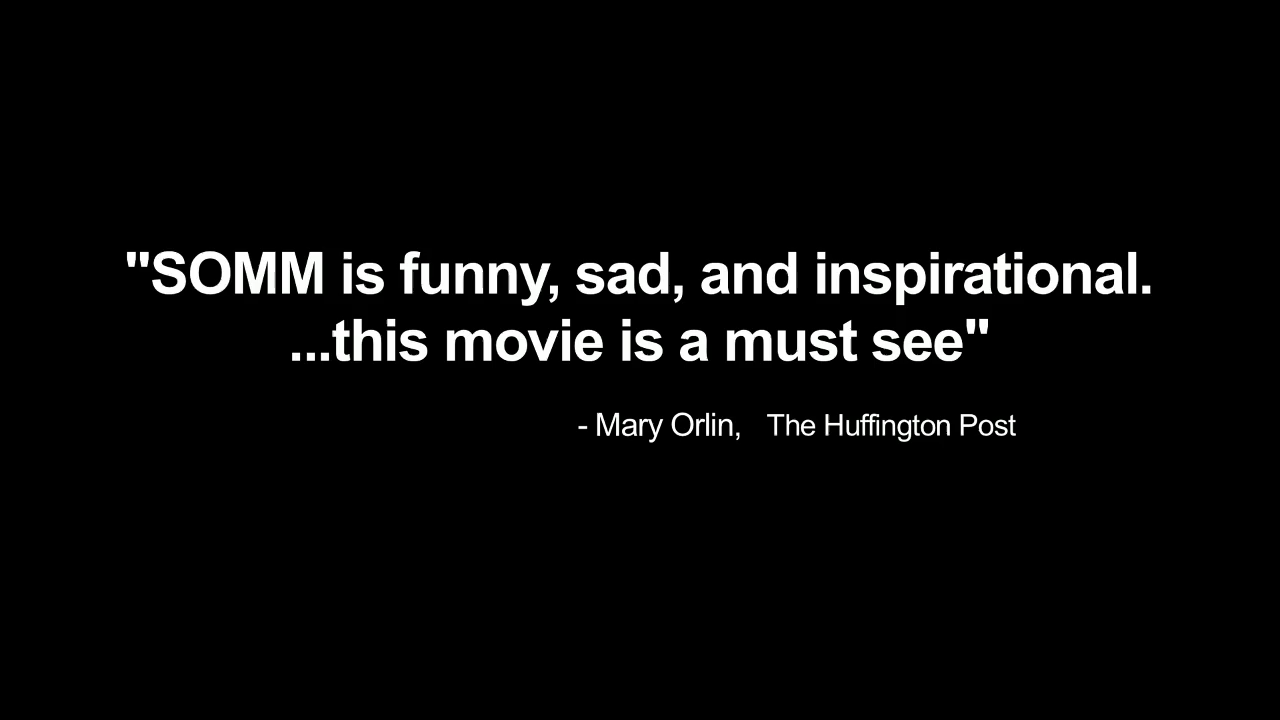 "SOMM is funny, sad, and inspirational.
...this movie is a must see"
- Mary Orlin, The Huffington Post